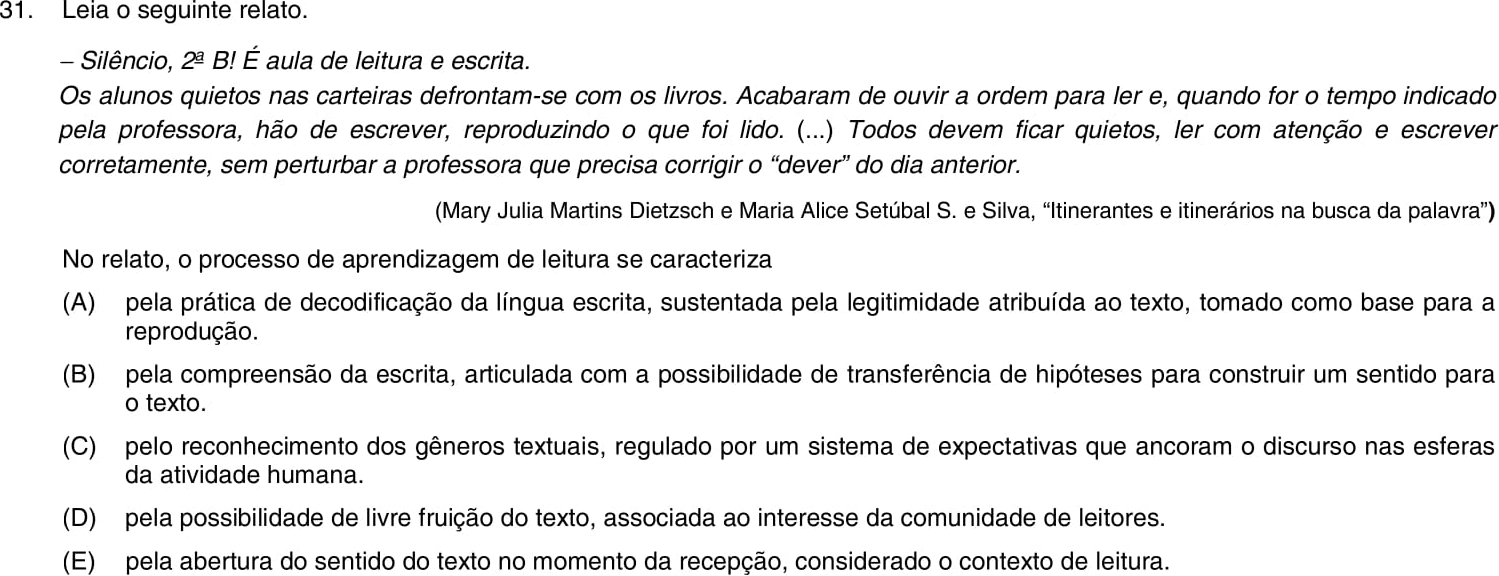 31. Leia o seguinte relato.
– Silêncio, 2ª B! É aula de leitura e escrita.
Os alunos quietos nas carteiras defrontam-se com os livros. Acabaram de ouvir a ordem para ler e, quando for o tempo indicado
pela professora, hão de escrever, reproduzindo o que foi lido. (...) Todos devem ficar quietos, ler com atenção e escrever
corretamente, sem perturbar a professora que precisa corrigir o “dever” do dia anterior.
(Mary Julia Martins Dietzsch e Maria Alice Setúbal S. e Silva, “Itinerantes e itinerários na busca da palavra”)
No relato, o processo de aprendizagem de leitura se caracteriza
(A) pela prática de decodificação da língua escrita, sustentada pela legitimidade atribuída ao texto, tomado como base para a
reprodução.
(B) pela compreensão da escrita, articulada com a possibilidade de transferência de hipóteses para construir um sentido para
o texto.
(C) pelo reconhecimento dos gêneros textuais, regulado por um sistema de expectativas que ancoram o discurso nas esferas
da atividade humana.
(D) pela possibilidade de livre fruição do texto, associada ao interesse da comunidade de leitores.
(E) pela abertura do sentido do texto no momento da recepção, considerado o contexto de leitura.